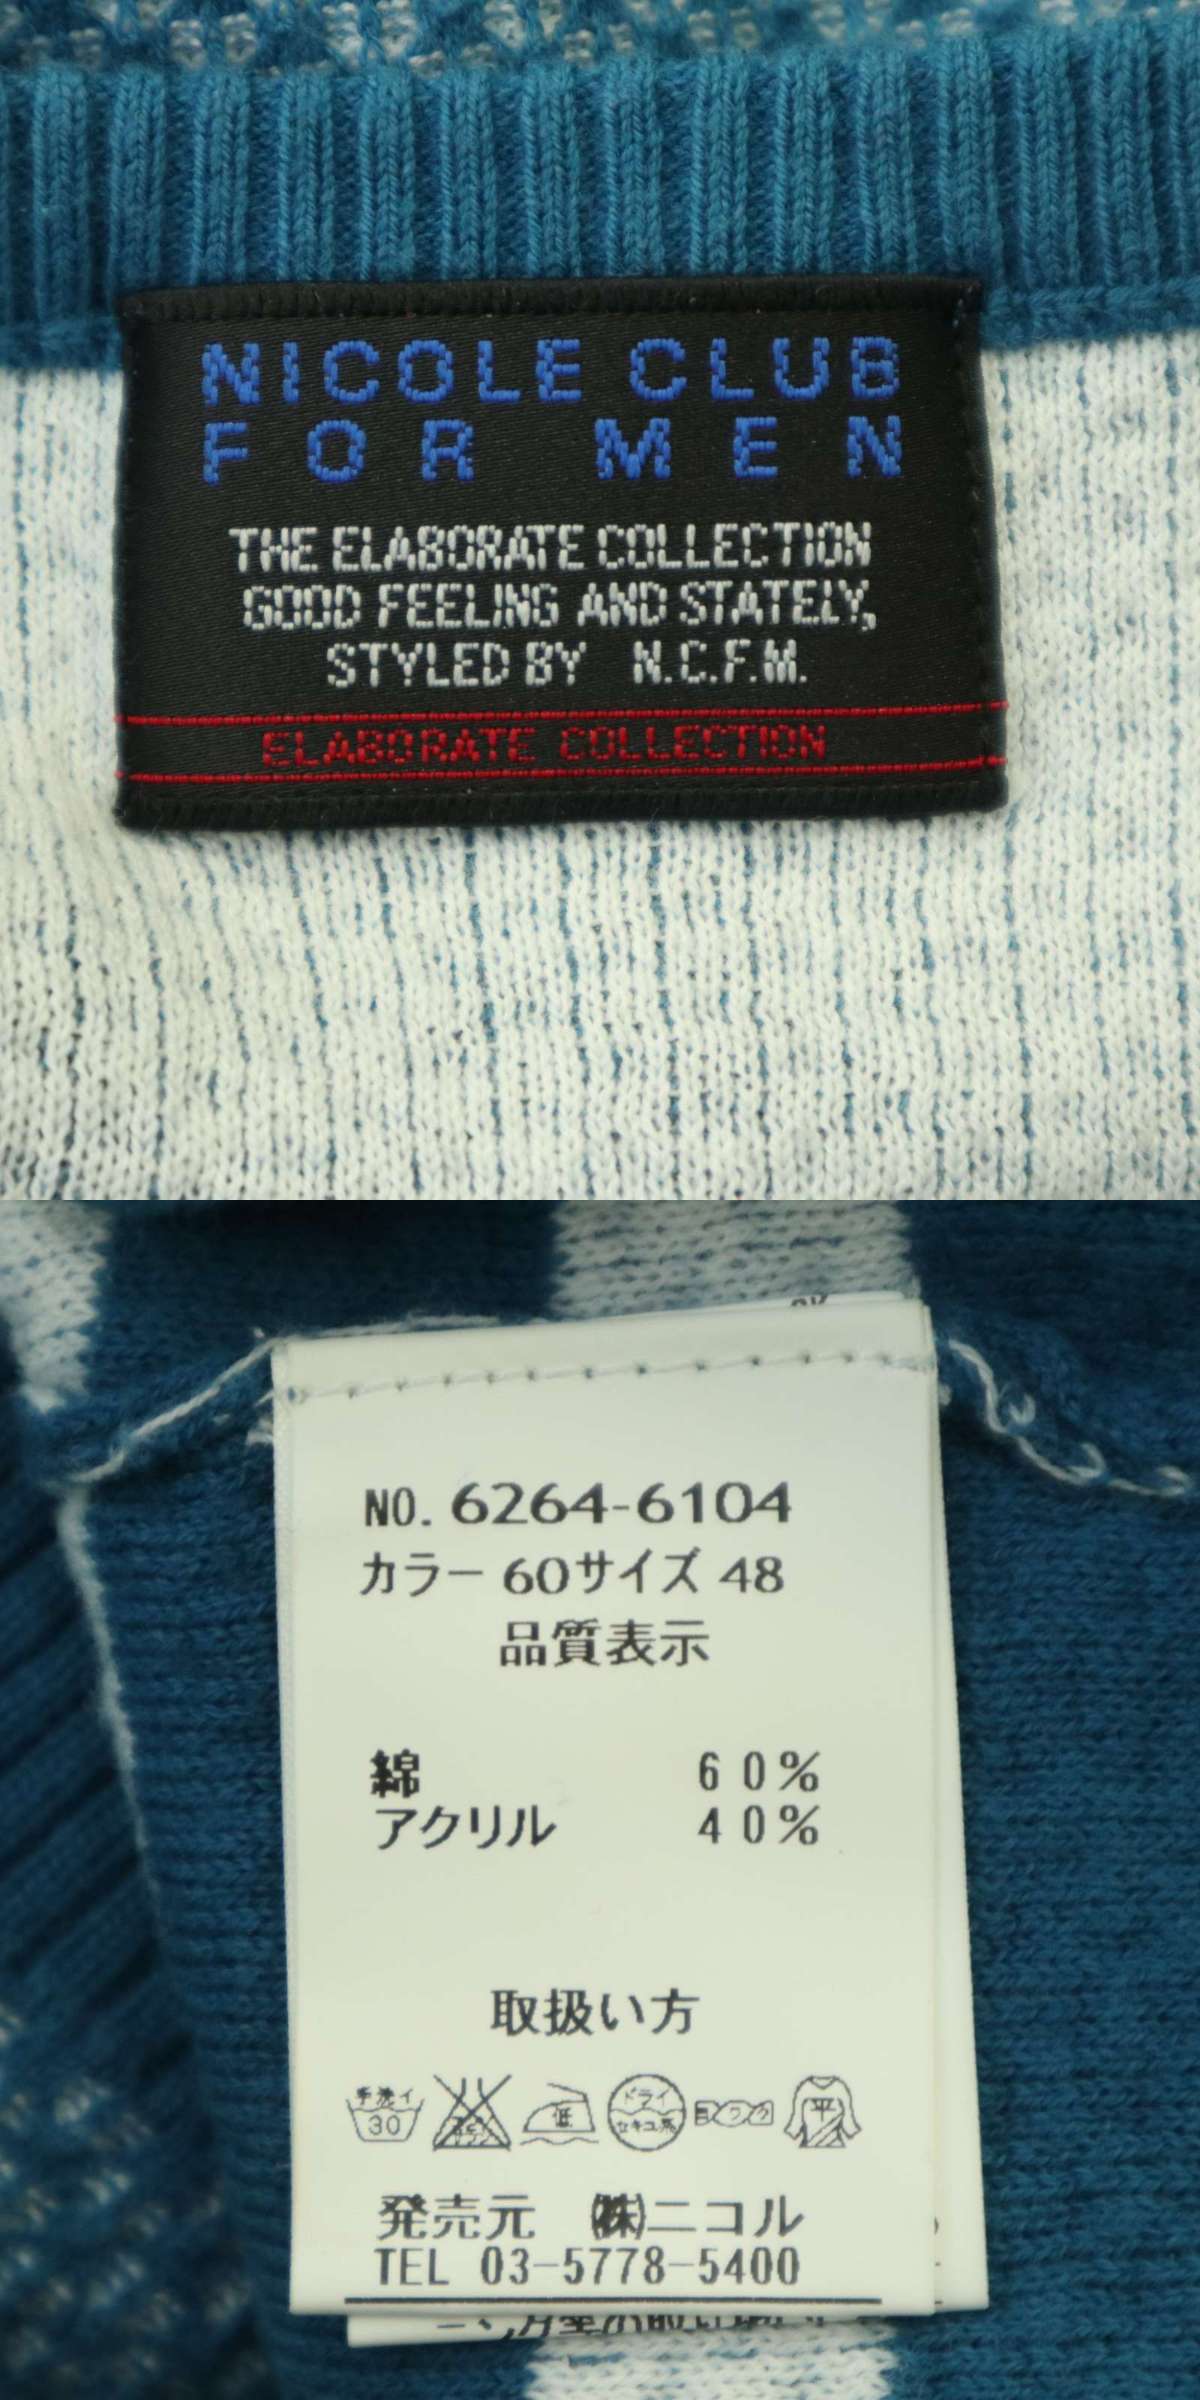 NICOLE CLUB
FOR MEN
THE ELABORATE COLLECTION
GOOD FEELING AND STATELY,
STYLED BY N.C.F.M.
ELABORATE COLLECTION
NO. 6264-6104
カラー 60サイズ 48
品質表示
綿 60%
アクリル 40%
取扱い方
手洗イ 30
低
ドライ
セキユ系
平
発売元 ㈱ニコル
TEL 03-5778-5400